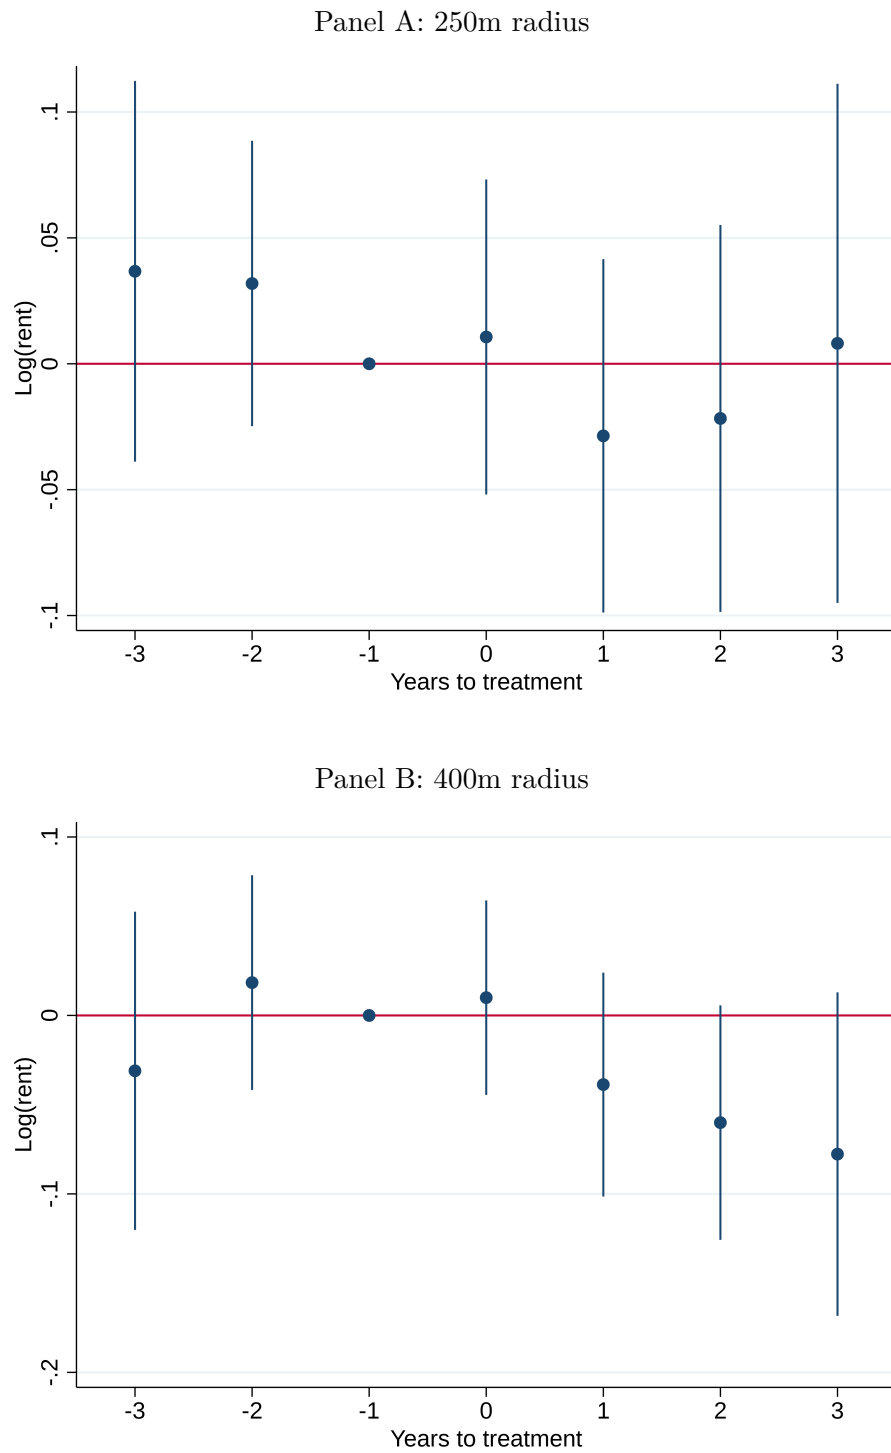 Panel A: 250m radius
.1
.05
0
-.05
-.1
Log(rent)
-3 -2 -1 0 1 2 3
Years to treatment
Panel B: 400m radius
.1
0
-.1
-.2
Log(rent)
-3 -2 -1 0 1 2 3
Years to treatment